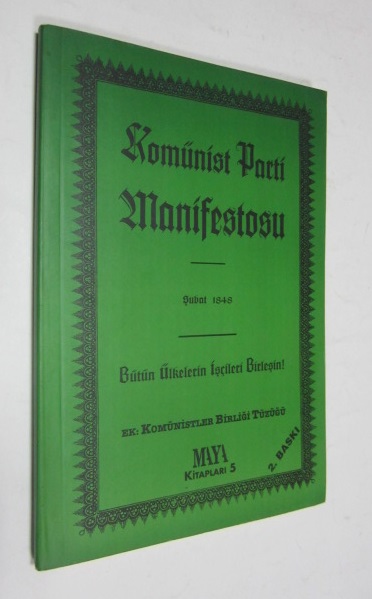 Komünist Parti
Manifestosu
Şubat 1848
Bütün Ülkelerin İşçileri Birleşin!
EK: KOMÜNİSTLER BİRLİĞİ TÜZÜĞÜ
MAYA
KİTAPLARI 5
2. BASKI